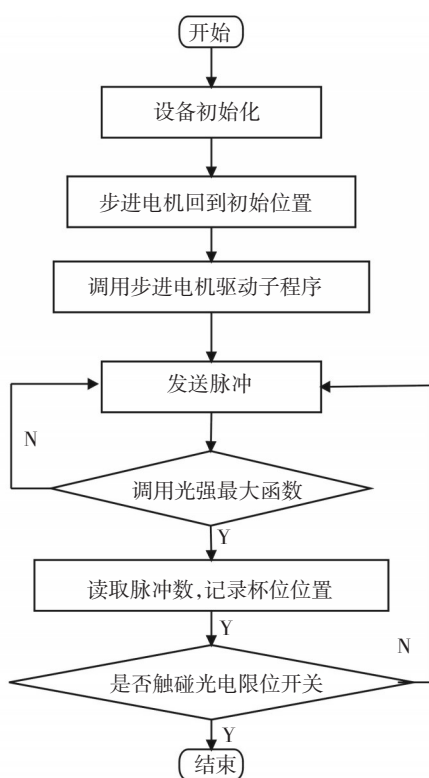 开始
设备初始化
步进电机回到初始位置
调用步进电机驱动子程序
发送脉冲
N
调用光强最大函数
Y
读取脉冲数,记录杯位位置
Y
N
是否触碰光电限位开关
Y
结束